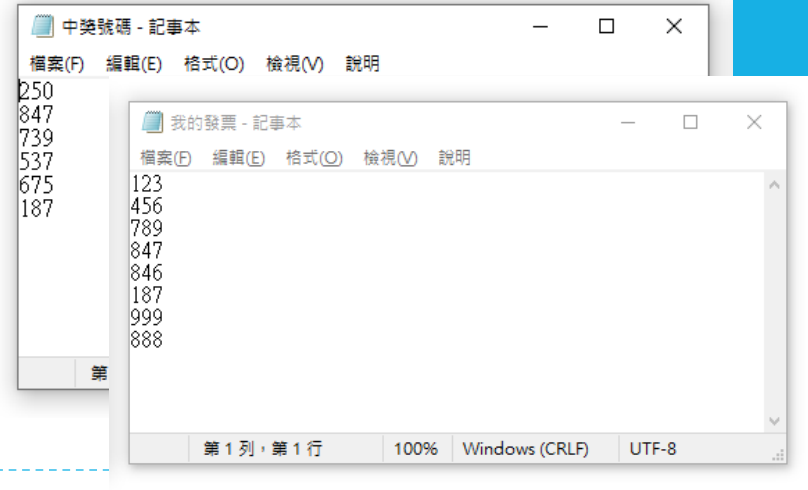 中獎號碼 - 記事本
檔案(F) 編輯(E) 格式(O) 檢視(V) 說明
250
847
739
537
675
187
第
我的發票 - 記事本
檔案(F) 編輯(E) 格式(O) 檢視(V) 說明
123
456
789
847
846
187
999
888
第 1 列，第 1 行 100% Windows (CRLF) UTF-8